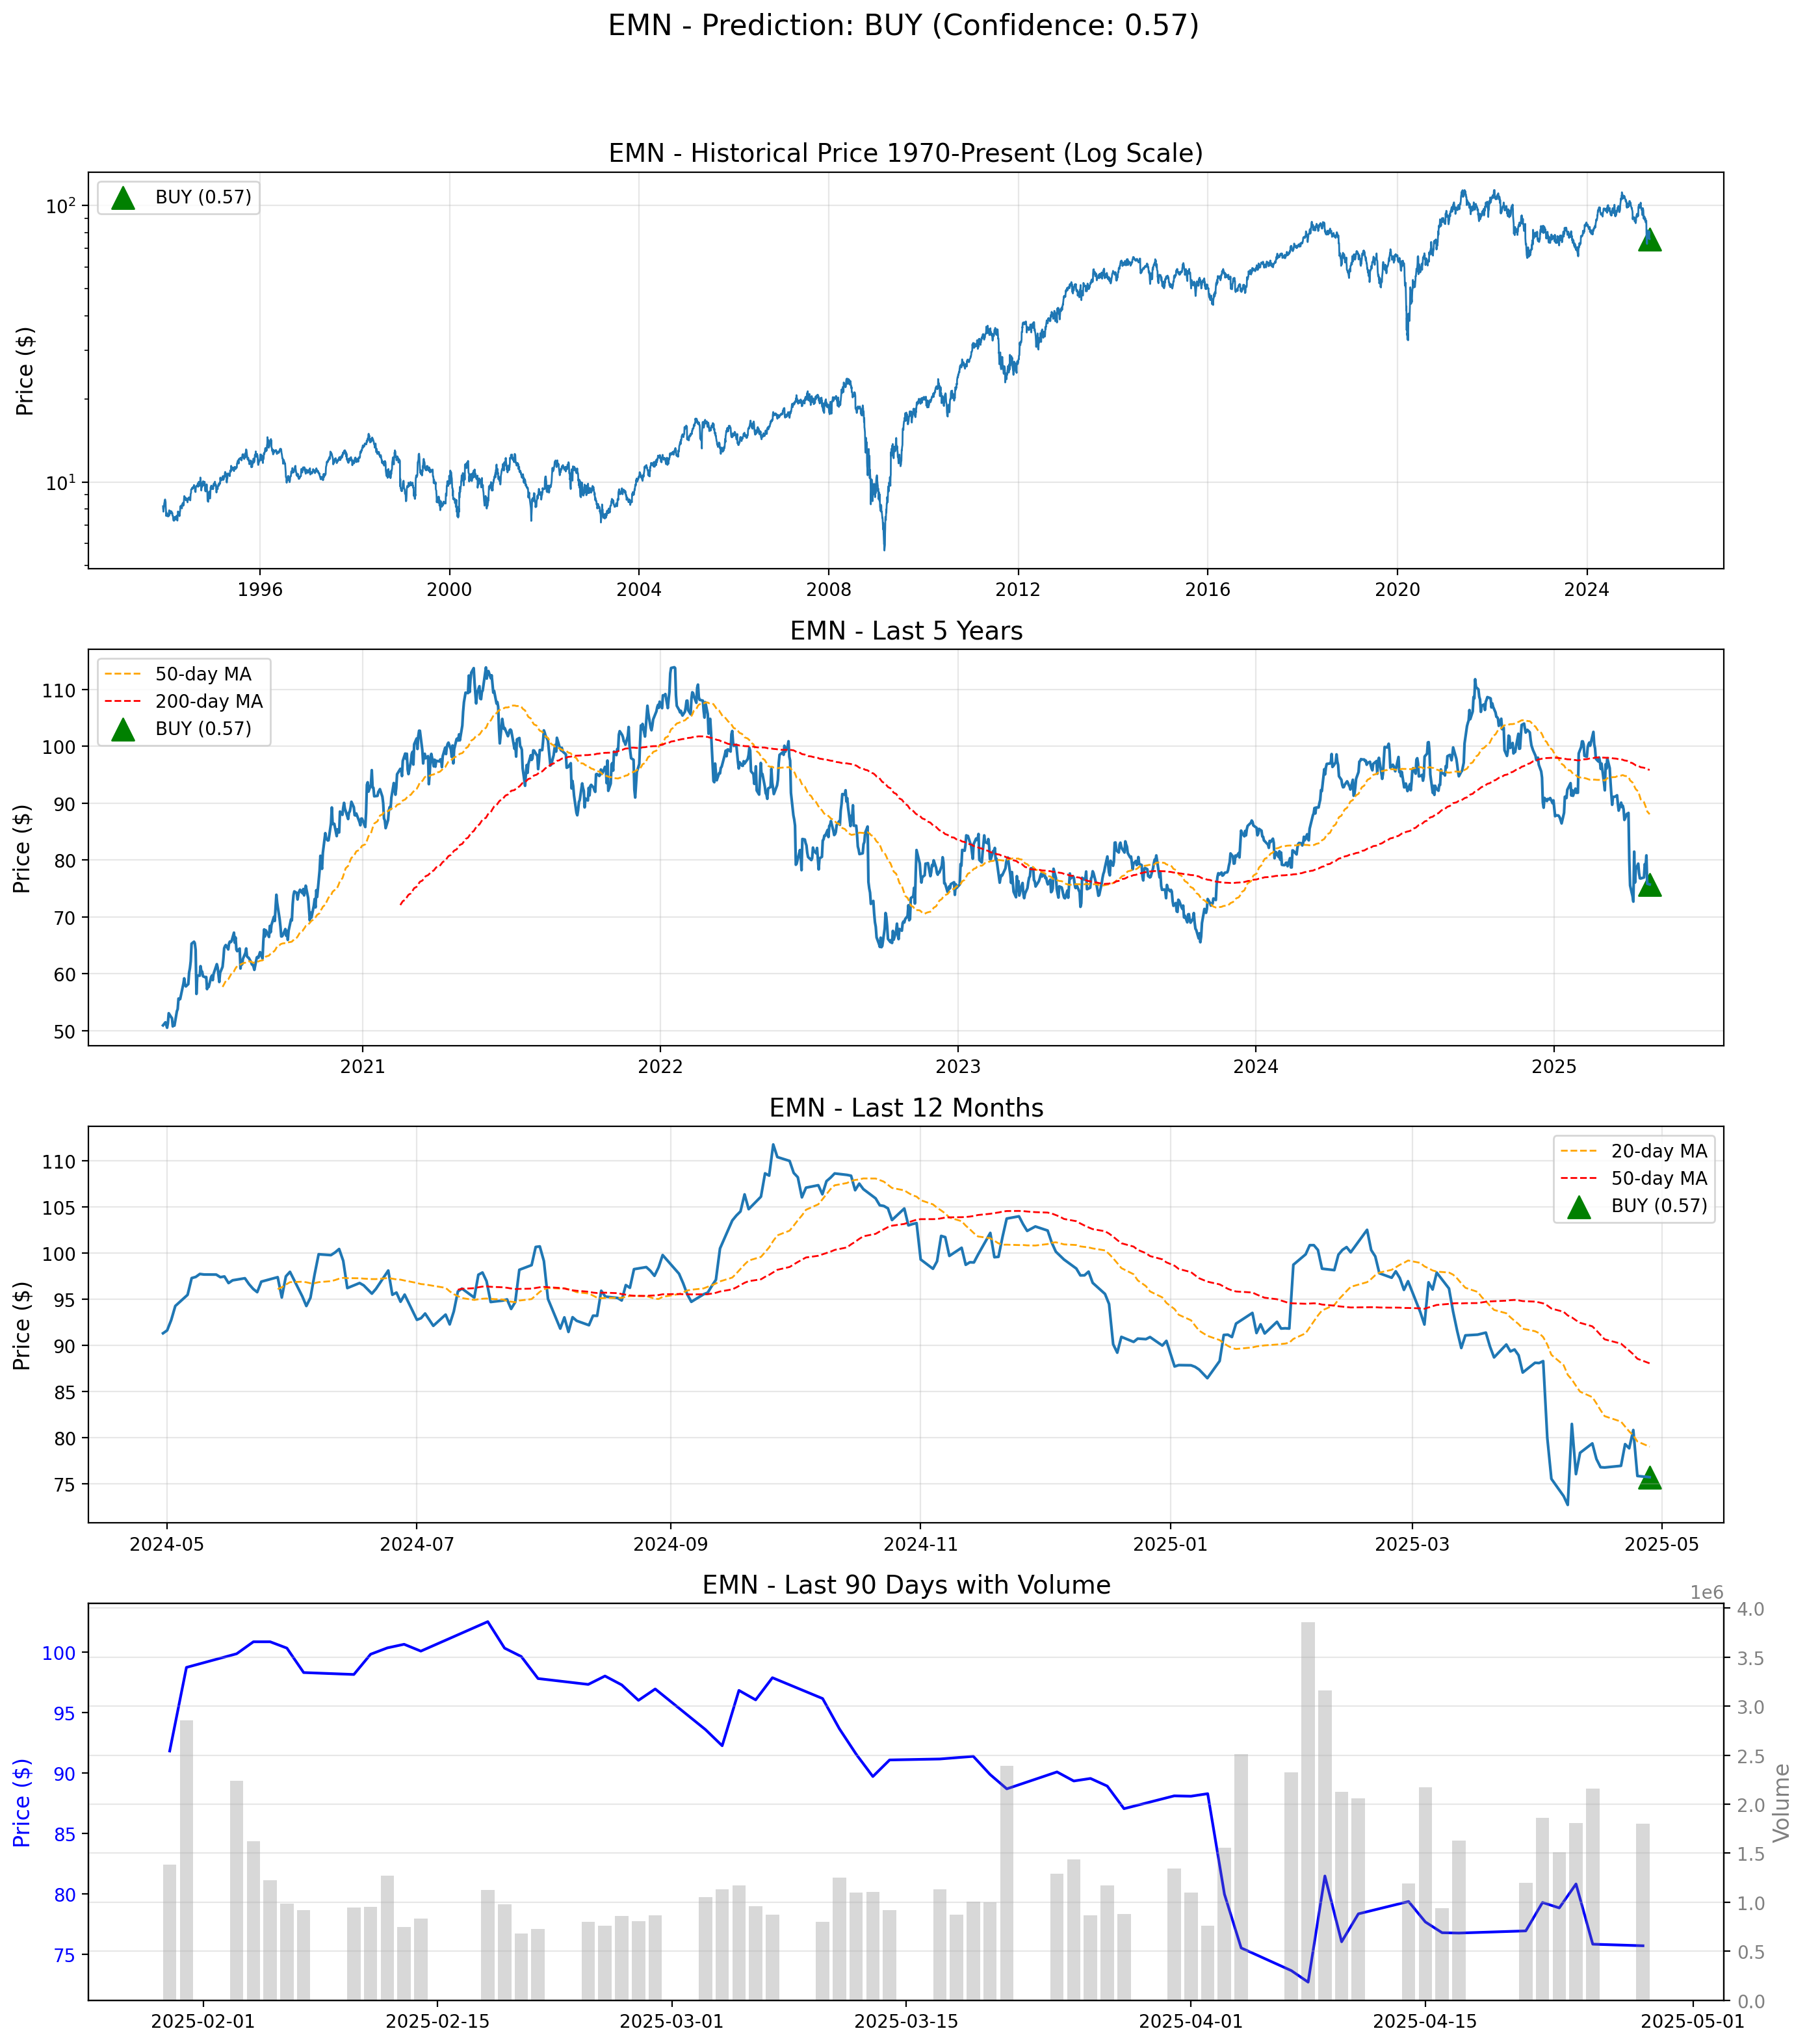 EMN - Prediction: BUY (Confidence: 0.57)
EMN - Historical Price 1970-Present (Log Scale)
BUY (0.57)
Price ($)
10²
10¹
1996 2000 2004 2008 2012 2016 2020 2024
EMN - Last 5 Years
50-day MA
200-day MA
BUY (0.57)
Price ($)
110
100
90
80
70
60
50
2021 2022 2023 2024 2025
EMN - Last 12 Months
20-day MA
50-day MA
BUY (0.57)
Price ($)
110
105
100
95
90
85
80
75
2024-05 2024-07 2024-09 2024-11 2025-01 2025-03 2025-05
EMN - Last 90 Days with Volume
1e6
Price ($)
100
95
90
85
80
75
4.0
3.5
3.0
2.5
2.0
1.5
1.0
0.5
0.0
Volume
2025-02-01 2025-02-15 2025-03-01 2025-03-15 2025-04-01 2025-04-15 2025-05-01